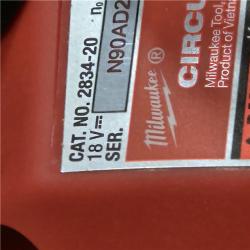 CAT. NO. 2834-20
18 V
SER.
N90AD2
Milwaukee
CIRCU
Milwaukee Tool,
Product of Vietn